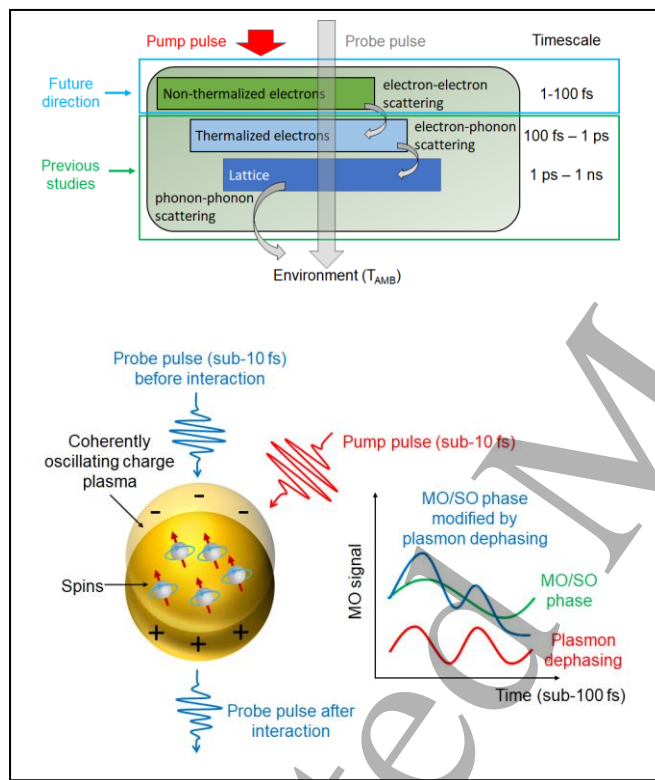 Pump pulse
Probe pulse
Timescale
Future
direction
Non-thermalized electrons
electron-electron
scattering
1-100 fs
Previous
studies
Thermalized electrons
electron-phonon
scattering
100 fs – 1 ps
Lattice
1 ps – 1 ns
phonon-phonon
scattering
Environment (T_AMB)
Probe pulse (sub-10 fs)
before interaction
Coherently
oscillating charge
plasma
Pump pulse (sub-10 fs)
- - -
Spins
+ + +
Probe pulse after
interaction
MO signal
MO/SO phase
modified by
plasmon dephasing
MO/SO
phase
Plasmon
dephasing
Time (sub-100 fs)
ted M